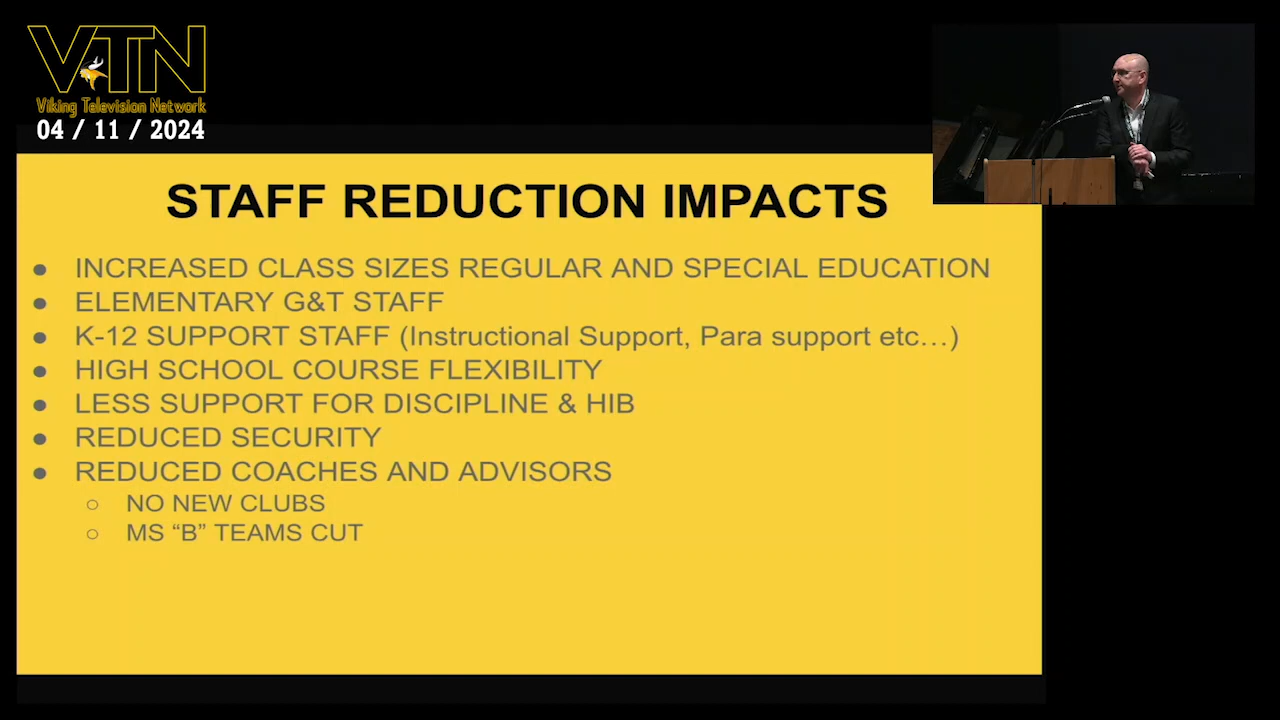 VTN
Viking Television Network
04 / 11 / 2024
STAFF REDUCTION IMPACTS
● INCREASED CLASS SIZES REGULAR AND SPECIAL EDUCATION
● ELEMENTARY G&T STAFF
● K-12 SUPPORT STAFF (Instructional Support, Para support etc…)
● HIGH SCHOOL COURSE FLEXIBILITY
● LESS SUPPORT FOR DISCIPLINE & HIB
● REDUCED SECURITY
● REDUCED COACHES AND ADVISORS
○ NO NEW CLUBS
○ MS “B” TEAMS CUT